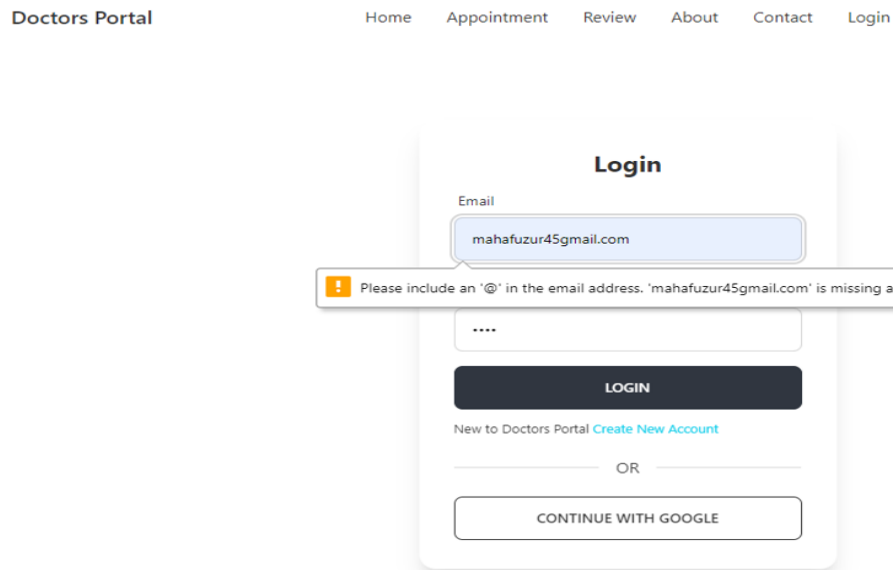 Doctors Portal Home Appointment Review About Contact Login
Login
Email
mahafuzur45gmail.com
! Please include an '@' in the email address. 'mahafuzur45gmail.com' is missing a
••••
LOGIN
New to Doctors Portal Create New Account
OR
CONTINUE WITH GOOGLE